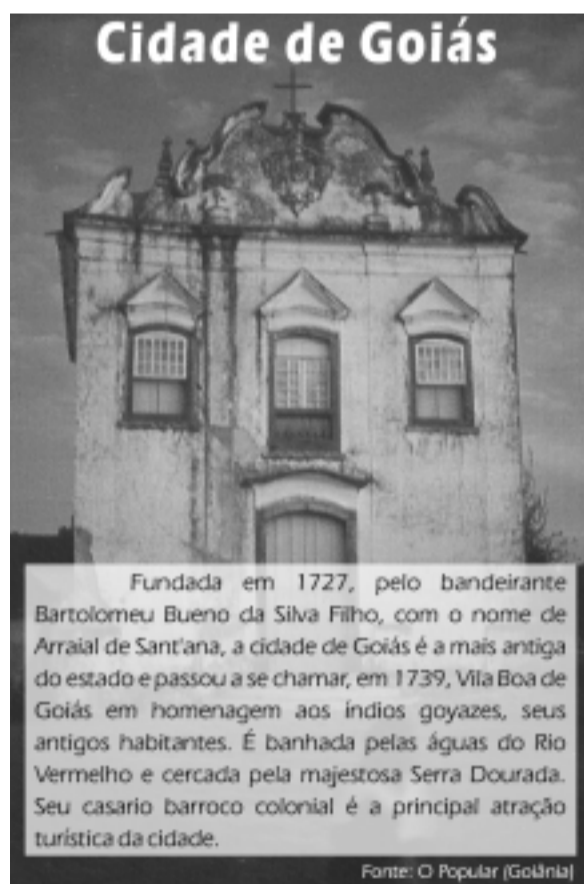 Cidade de Goiás
Fundada em 1727, pelo bandeirante
Bartolomeu Bueno da Silva Filho, com o nome de
Arraial de Sant'ana, a cidade de Goiás é a mais antiga
do estado e passou a se chamar, em 1739, Vila Boa de
Goiás em homenagem aos índios goyazes, seus
antigos habitantes. É banhada pelas águas do Rio
Vermelho e cercada pela majestosa Serra Dourada.
Seu casario barroco colonial é a principal atração
turística da cidade.
Fonte: O Popular (Goiânia)